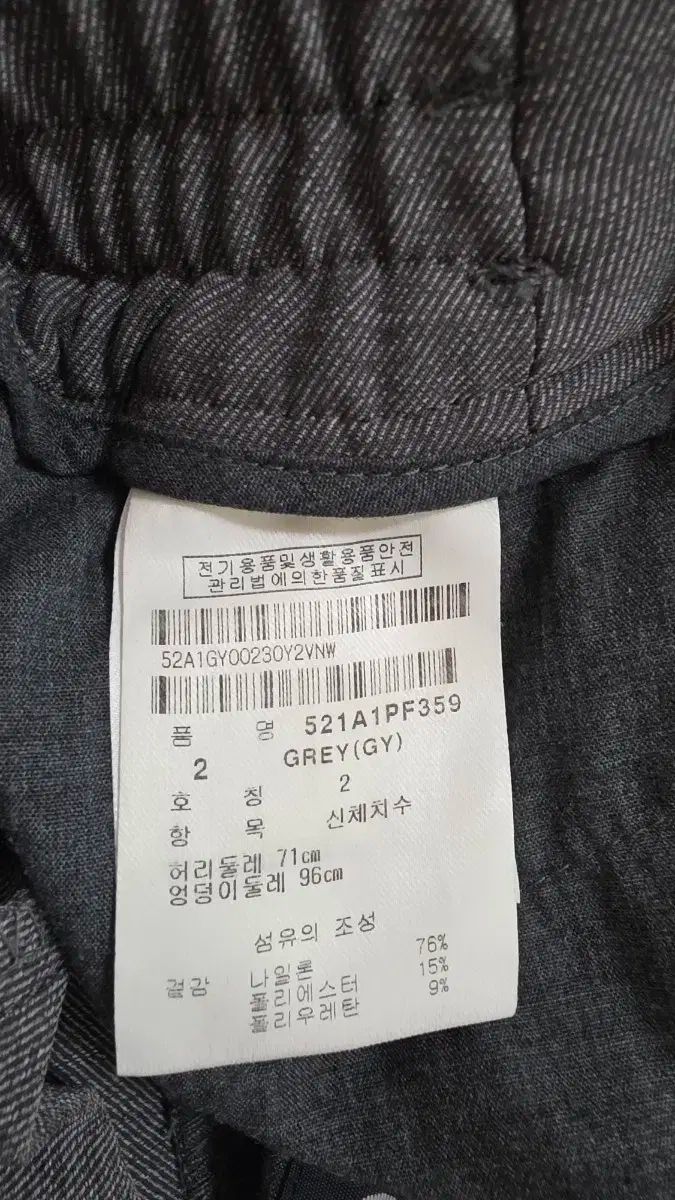 전기용품및생활용품안전
관리법에의한품질표시
52A1GY00230Y2VNW
품 명 521A1PF359
2 GREY(GY)
호 칭 2
항 목 신체치수
허리둘레 71cm
엉덩이둘레 96cm
섬유의 조성
겉감 나일론 76%
폴리에스터 15%
폴리우레탄 9%